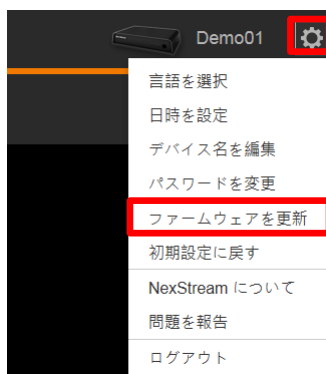 Demo01
言語を選択
日時を設定
デバイス名を編集
パスワードを変更
ファームウェアを更新
初期設定に戻す
NexStream について
問題を報告
ログアウト